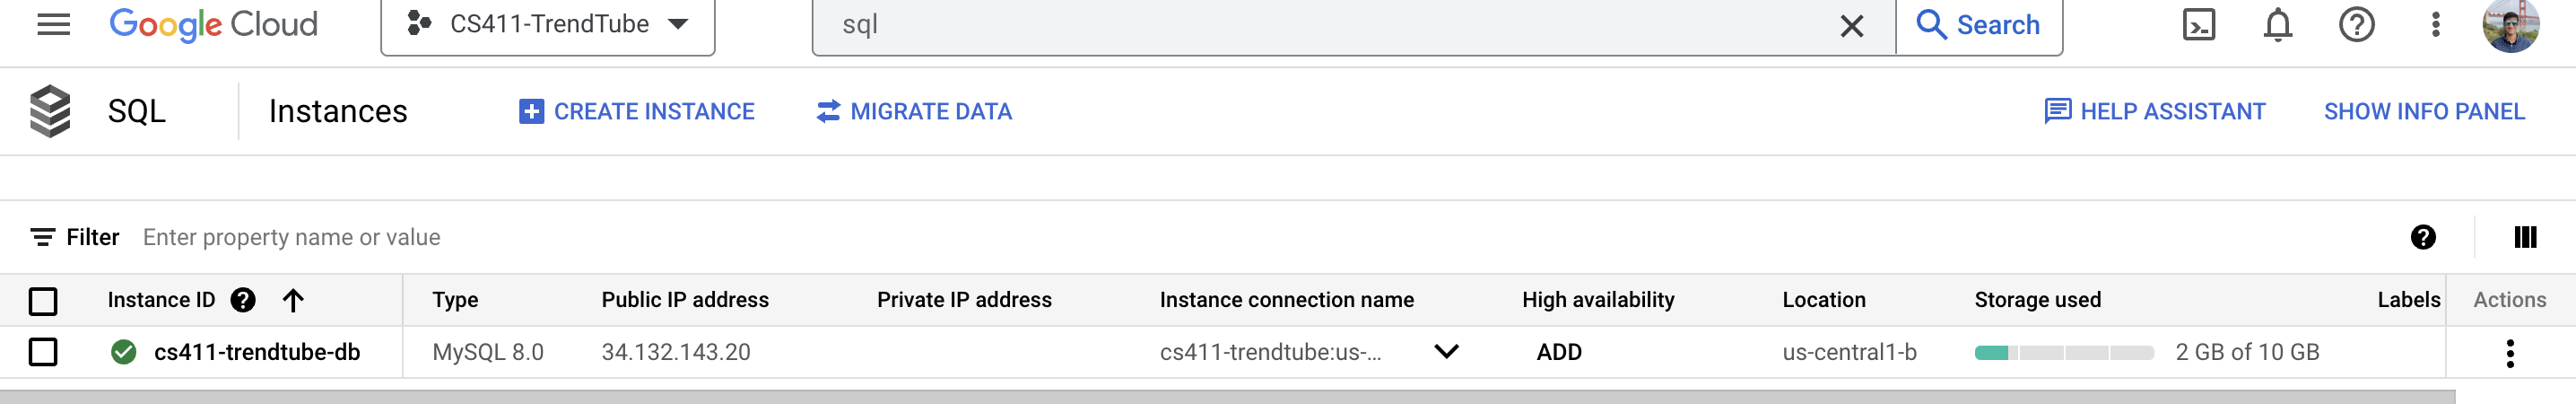 Google Cloud CS411-TrendTube sql Search
SQL Instances CREATE INSTANCE MIGRATE DATA HELP ASSISTANT SHOW INFO PANEL
Filter Enter property name or value
Instance ID Type Public IP address Private IP address Instance connection name High availability Location Storage used Labels Actions
cs411-trendtube-db MySQL 8.0 34.132.143.20 cs411-trendtube:us-... ADD us-central1-b 2 GB of 10 GB